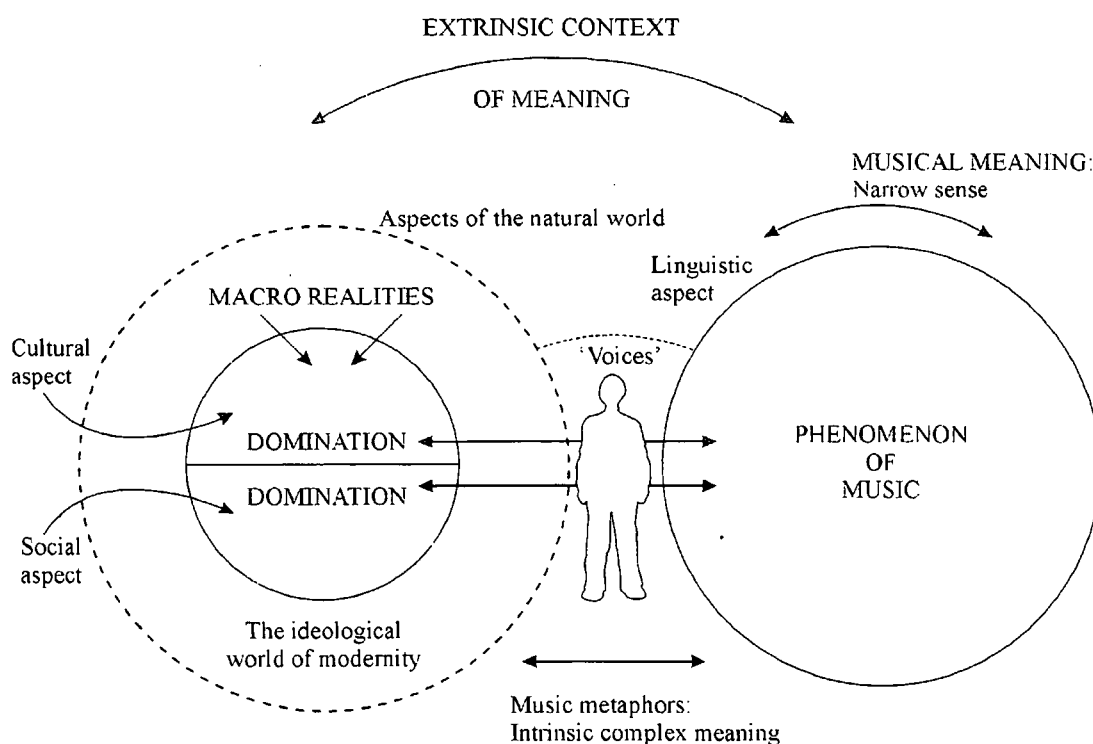 EXTRINSIC CONTEXT
OF MEANING
MUSICAL MEANING:
Narrow sense
Aspects of the natural world
Linguistic
aspect
MACRO REALITIES
'Voices'
Cultural
aspect
DOMINATION
DOMINATION
PHENOMENON
OF
MUSIC
Social
aspect
The ideological
world of modernity
Music metaphors:
Intrinsic complex meaning